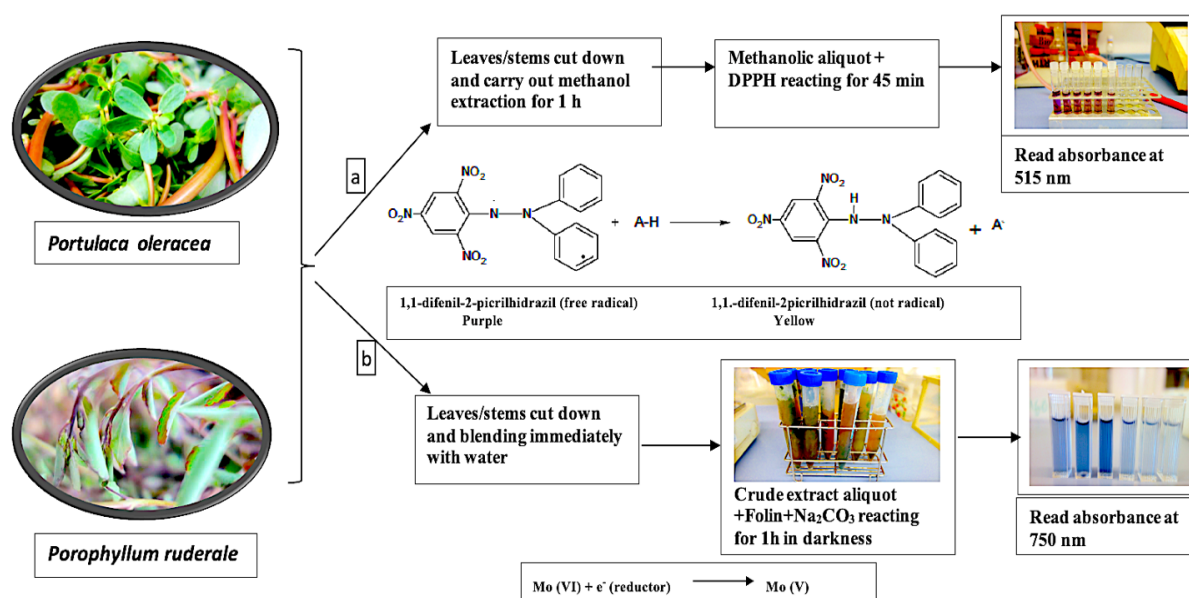 Portulaca oleracea
Porophyllum ruderale
a
Leaves/stems cut down
and carry out methanol
extraction for 1 h
Methanolic aliquot +
DPPH reacting for 45 min
Read absorbance at
515 nm
NO₂
O₂N
N
N
NO₂
+ A-H
NO₂
H
O₂N
N
N
NO₂
+ A·
1,1-difenil-2-picrilhidrazil (free radical)
Purple
1,1.-difenil-2picrilhidrazil (not radical)
Yellow
b
Leaves/stems cut down
and blending immediately
with water
Crude extract aliquot
+Folin+Na₂CO₃ reacting
for 1h in darkness
Read absorbance at
750 nm
Mo (VI) + e⁻ (reductor)
Mo (V)